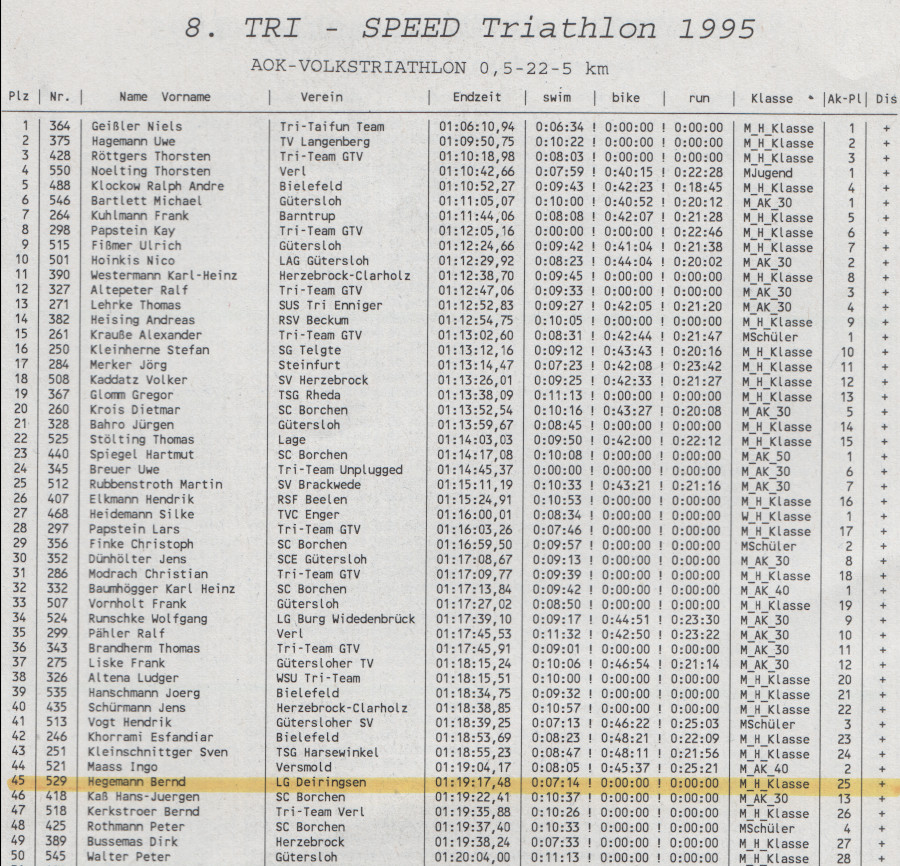 8. TRI - SPEED Triathlon 1995
AOK-VOLKSTRIATHLON 0,5-22-5 km
Plz | Nr. | Name Vorname | Verein | Endzeit | swim | bike | run | Klasse | Ak-Pl | Dis
1 364 Geißler Niels Tri-Taifun Team 01:06:10,94 0:06:34 ! 0:00:00 ! 0:00:00 M_H_Klasse 1 +
2 375 Hagemann Uwe TV Langenberg 01:09:50,75 0:10:22 ! 0:00:00 ! 0:00:00 M_H_Klasse 2 +
3 428 Röttgers Thorsten Tri-Team GTV 01:10:18,98 0:08:03 ! 0:00:00 ! 0:00:00 M_H_Klasse 3 +
4 550 Noelting Thorsten Verl 01:10:42,66 0:07:59 ! 0:40:15 ! 0:22:28 MJugend 1 +
5 488 Klockow Ralph Andre Bielefeld 01:10:52,27 0:09:43 ! 0:42:23 ! 0:18:45 M_H_Klasse 4 +
6 546 Bartlett Michael Gütersloh 01:11:05,07 0:10:00 ! 0:40:52 ! 0:20:12 M_AK_30 1 +
7 264 Kuhlmann Frank Barntrup 01:11:44,06 0:08:08 ! 0:42:07 ! 0:21:28 M_H_Klasse 5 +
8 298 Papstein Kay Tri-Team GTV 01:12:05,16 0:00:00 ! 0:00:00 ! 0:22:46 M_H_Klasse 6 +
9 515 Fißmer Ulrich Gütersloh 01:12:24,66 0:09:42 ! 0:41:04 ! 0:21:38 M_H_Klasse 7 +
10 501 Hoinkis Nico LAG Gütersloh 01:12:29,92 0:08:23 ! 0:44:04 ! 0:20:02 M_AK_30 2 +
11 390 Westermann Karl-Heinz Herzebrock-Clarholz 01:12:38,70 0:09:45 ! 0:00:00 ! 0:00:00 M_H_Klasse 8 +
12 327 Altepeter Ralf Tri-Team GTV 01:12:47,06 0:09:33 ! 0:00:00 ! 0:00:00 M_AK_30 3 +
13 271 Lehrke Thomas SUS Tri Enniger 01:12:52,83 0:09:27 ! 0:42:05 ! 0:21:20 M_AK_30 4 +
14 382 Heising Andreas RSV Beckum 01:12:54,75 0:10:05 ! 0:00:00 ! 0:00:00 M_H_Klasse 9 +
15 261 Krauße Alexander Tri-Team GTV 01:13:02,60 0:08:31 ! 0:42:44 ! 0:21:47 MSchüler 1 +
16 250 Kleinherne Stefan SG Telgte 01:13:12,16 0:09:12 ! 0:43:43 ! 0:20:16 M_H_Klasse 10 +
17 284 Merker Jörg Steinfurt 01:13:14,47 0:07:23 ! 0:42:08 ! 0:23:42 M_H_Klasse 11 +
18 508 Kaddatz Volker SV Herzebrock 01:13:26,01 0:09:25 ! 0:42:33 ! 0:21:27 M_H_Klasse 12 +
19 367 Glomm Gregor TSG Rheda 01:13:38,09 0:11:13 ! 0:00:00 ! 0:00:00 M_H_Klasse 13 +
20 260 Krois Dietmar SC Borchen 01:13:52,54 0:10:16 ! 0:43:27 ! 0:20:08 M_AK_30 5 +
21 328 Bahro Jürgen Gütersloh 01:13:59,67 0:08:45 ! 0:00:00 ! 0:00:00 M_H_Klasse 14 +
22 525 Stölting Thomas Lage 01:14:03,03 0:09:50 ! 0:42:00 ! 0:22:12 M_H_Klasse 15 +
23 440 Spiegel Hartmut SC Borchen 01:14:17,08 0:10:08 ! 0:00:00 ! 0:00:00 M_AK_50 1 +
24 345 Breuer Uwe Tri-Team Unplugged 01:14:45,37 0:00:00 ! 0:00:00 ! 0:00:00 M_AK_30 6 +
25 512 Rubbenstroth Martin SV Brackwede 01:15:11,19 0:10:33 ! 0:43:21 ! 0:21:16 M_AK_30 7 +
26 407 Elkmann Hendrik RSF Beelen 01:15:24,91 0:10:53 ! 0:00:00 ! 0:00:00 M_H_Klasse 16 +
27 468 Heidemann Silke TVC Enger 01:16:00,01 0:08:34 ! 0:00:00 ! 0:00:00 W_H_Klasse 1 +
28 297 Papstein Lars Tri-Team GTV 01:16:03,26 0:07:46 ! 0:00:00 ! 0:00:00 M_H_Klasse 17 +
29 356 Finke Christoph SC Borchen 01:16:59,50 0:09:57 ! 0:00:00 ! 0:00:00 MSchüler 2 +
30 352 Dünhölter Jens SCE Gütersloh 01:17:08,67 0:09:13 ! 0:00:00 ! 0:00:00 M_AK_30 8 +
31 286 Modrach Christian Tri-Team GTV 01:17:09,77 0:09:39 ! 0:00:00 ! 0:00:00 M_H_Klasse 18 +
32 332 Baumhögger Karl Heinz SC Borchen 01:17:13,84 0:09:42 ! 0:00:00 ! 0:00:00 M_AK_40 1 +
33 507 Vornholt Frank Gütersloh 01:17:27,02 0:08:50 ! 0:00:00 ! 0:00:00 M_H_Klasse 19 +
34 524 Runschke Wolfgang LG Burg Widedenbrück 01:17:39,10 0:09:17 ! 0:44:51 ! 0:23:30 M_AK_30 9 +
35 299 Pähler Ralf Verl 01:17:45,53 0:11:32 ! 0:42:50 ! 0:23:22 M_AK_30 10 +
36 343 Brandherm Thomas Tri-Team GTV 01:17:45,91 0:09:01 ! 0:00:00 ! 0:00:00 M_AK_30 11 +
37 275 Liske Frank Gütersloher TV 01:18:15,24 0:10:06 ! 0:46:54 ! 0:21:14 M_AK_30 12 +
38 326 Altena Ludger WSU Tri-Team 01:18:15,51 0:10:00 ! 0:00:00 ! 0:00:00 M_H_Klasse 20 +
39 535 Hanschmann Joerg Bielefeld 01:18:34,75 0:09:32 ! 0:00:00 ! 0:00:00 M_H_Klasse 21 +
40 435 Schürmann Jens Herzebrock-Clarholz 01:18:38,85 0:10:57 ! 0:00:00 ! 0:00:00 M_H_Klasse 22 +
41 513 Vogt Hendrik Gütersloher SV 01:18:39,25 0:07:13 ! 0:46:22 ! 0:25:03 MSchüler 3 +
42 246 Khorrami Esfandiar Bielefeld 01:18:53,69 0:08:23 ! 0:48:21 ! 0:22:09 M_H_Klasse 23 +
43 251 Kleinschnittger Sven TSG Harsewinkel 01:18:55,23 0:08:47 ! 0:48:11 ! 0:21:56 M_H_Klasse 24 +
44 521 Maass Ingo Versmold 01:19:04,17 0:08:05 ! 0:45:37 ! 0:25:21 M_AK_40 2 +
45 529 Hegemann Bernd LG Deiringsen 01:19:17,48 0:07:14 ! 0:00:00 ! 0:00:00 M_H_Klasse 25 +
46 418 Kaß Hans-Juergen SC Borchen 01:19:22,41 0:10:37 ! 0:00:00 ! 0:00:00 M_AK_30 13 +
47 518 Kerkstroer Bernd Tri-Team Verl 01:19:35,88 0:10:26 ! 0:00:00 ! 0:00:00 M_H_Klasse 26 +
48 425 Rothmann Peter SC Borchen 01:19:37,40 0:10:33 ! 0:00:00 ! 0:00:00 MSchüler 4 +
49 389 Bussemas Dirk Herzebrock 01:19:38,24 0:07:33 ! 0:00:00 ! 0:00:00 M_H_Klasse 27 +
50 545 Walter Peter Gütersloh 01:20:04,00 0:11:13 ! 0:00:00 ! 0:00:00 M_H_Klasse 28 +